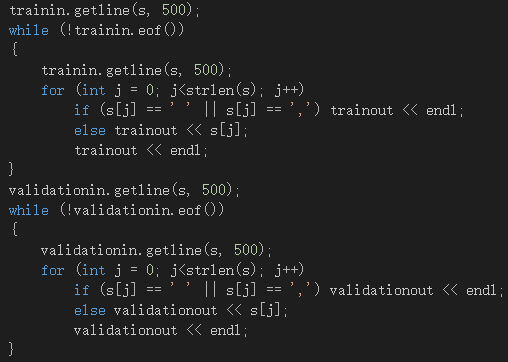 trainin.getline(s, 500);
while (!trainin.eof())
{
    trainin.getline(s, 500);
    for (int j = 0; j<strlen(s); j++)
        if (s[j] == ' ' || s[j] == ',') trainout << endl;
        else trainout << s[j];
        trainout << endl;
}
validationin.getline(s, 500);
while (!validationin.eof())
{
    validationin.getline(s, 500);
    for (int j = 0; j<strlen(s); j++)
        if (s[j] == ' ' || s[j] == ',') validationout << endl;
        else validationout << s[j];
        validationout << endl;
}